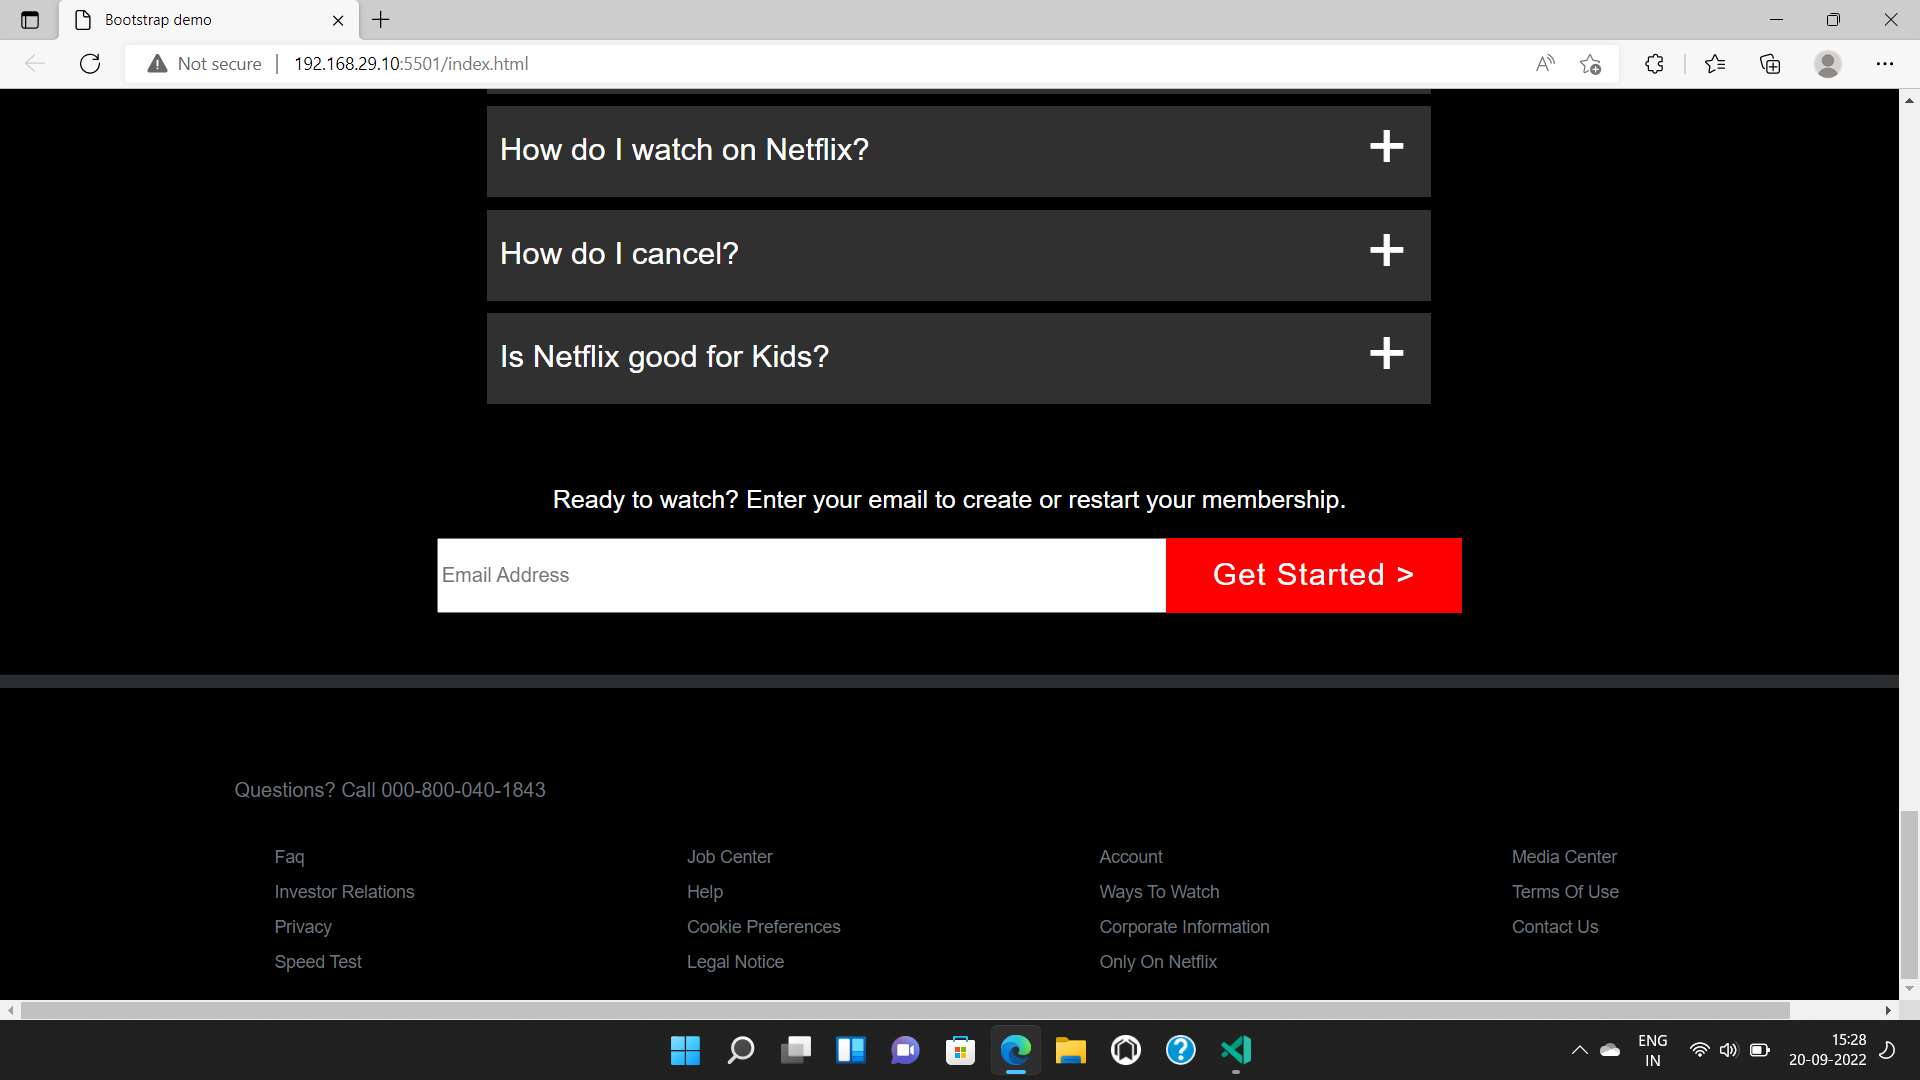 Bootstrap demo
Not secure
192.168.29.10:5501/index.html
How do I watch on Netflix?
How do I cancel?
Is Netflix good for Kids?
Ready to watch? Enter your email to create or restart your membership.
Email Address
Get Started >
Questions? Call 000-800-040-1843
Faq Job Center Account Media Center
Investor Relations Help Ways To Watch Terms Of Use
Privacy Cookie Preferences Corporate Information Contact Us
Speed Test Legal Notice Only On Netflix
ENG 15:28
IN 20-09-2022